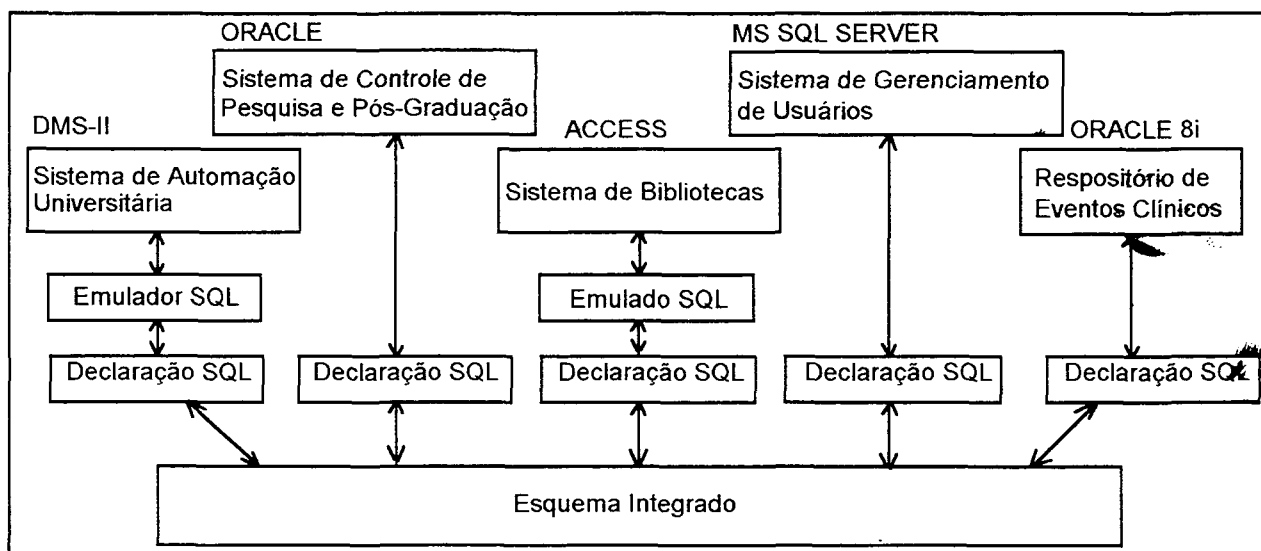 ORACLE
Sistema de Controle de
Pesquisa e Pós-Graduação
MS SQL SERVER
Sistema de Gerenciamento
de Usuários
DMS-II
Sistema de Automação
Universitária
ACCESS
Sistema de Bibliotecas
ORACLE 8i
Respositório de
Eventos Clínicos
Emulador SQL
Emulado SQL
Declaração SQL
Declaração SQL
Declaração SQL
Declaração SQL
Declaração SQL
Esquema Integrado